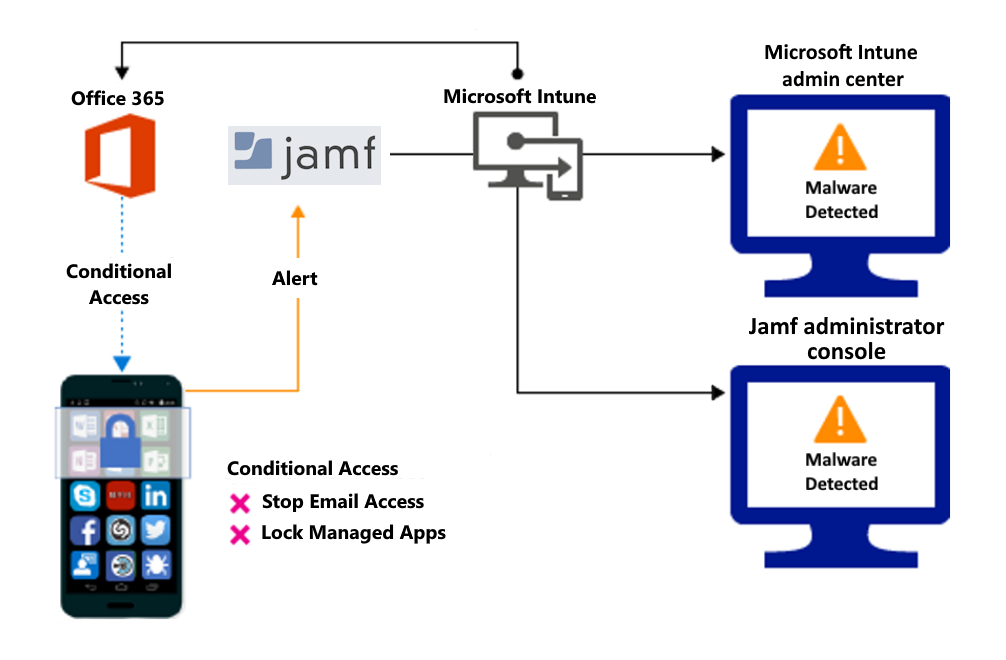 Microsoft Intune
admin center
Office 365
Microsoft Intune
jamf
Malware
Detected
Conditional
Access
Alert
Jamf administrator
console
Malware
Detected
Conditional Access
Stop Email Access
Lock Managed Apps